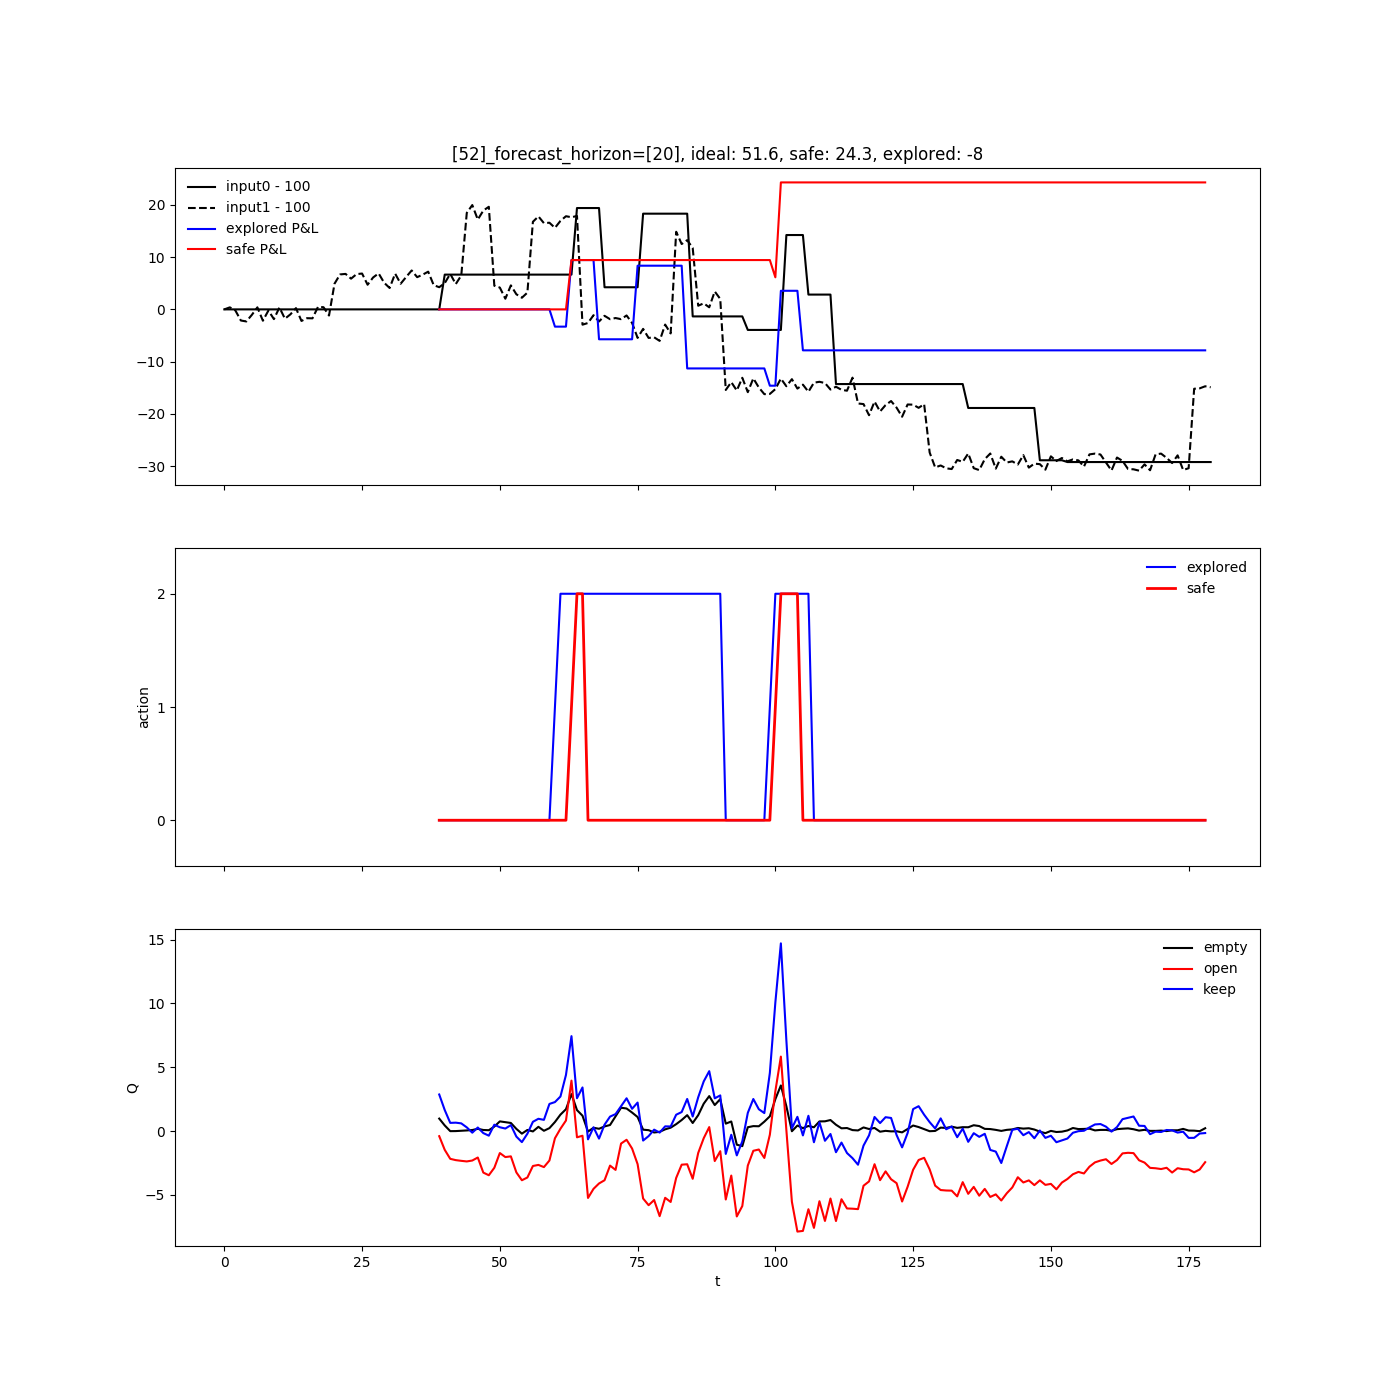 [52]_forecast_horizon=[20], ideal: 51.6, safe: 24.3, explored: -8
input0 - 100
input1 - 100
explored P&L
safe P&L
20
10
0
−10
−20
−30
explored
safe
2
1
0
action
empty
open
keep
15
10
5
0
−5
Q
0 25 50 75 100 125 150 175
t